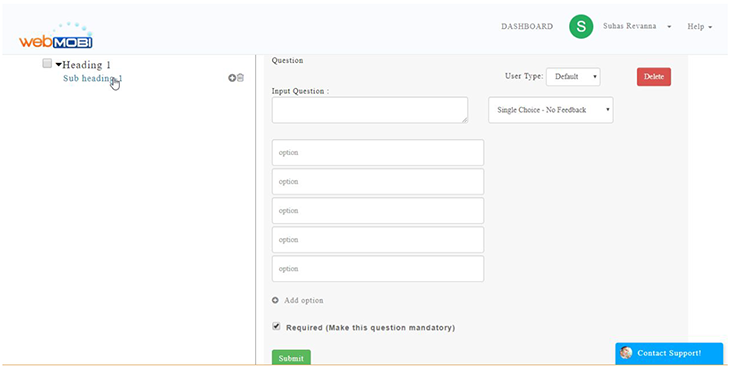 webMOBI
DASHBOARD
S
Suhas Revanna
Help
Heading 1
Sub heading 1
Question
User Type:
Default
Delete
Input Question :
Single Choice - No Feedback
option
option
option
option
option
Add option
Required (Make this question mandatory)
Submit
Contact Support!